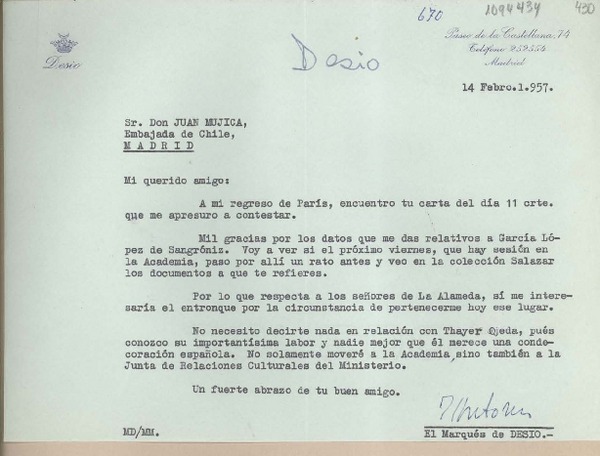 670
1094434
430
Desio
Desio
Paseo de la Castellana, 74
Teléfono 252554
Madrid
14 Febro.1.957.
Sr. Don JUAN MUJICA,
Embajada de Chile,
MADRID
Mi querido amigo:
A mi regreso de París, encuentro tu carta del día 11 crte.
que me apresuro a contestar.
Mil gracias por los datos que me das relativos a García Ló-
pez de Sangróniz. Voy a ver si el próximo viernes, que hay sesión en
la Academia, paso por allí un rato antes y veo en la colección Salazar
los documentos a que te refieres.
Por lo que respecta a los señores de La Alameda, sí me intere-
saría el entronque por la circunstancia de pertenecerme hoy ese lugar.
No necesito decirte nada en relación con Thayer Ojeda, pués
conozco su importantísima labor y nadie mejor que él merece una conde-
coración española. No solamente moveré a la Academia, sino también a la
Junta de Relaciones Culturales del Ministerio.
Un fuerte abrazo de tu buen amigo.
MD/MM.
El Marqués de DESIO.-